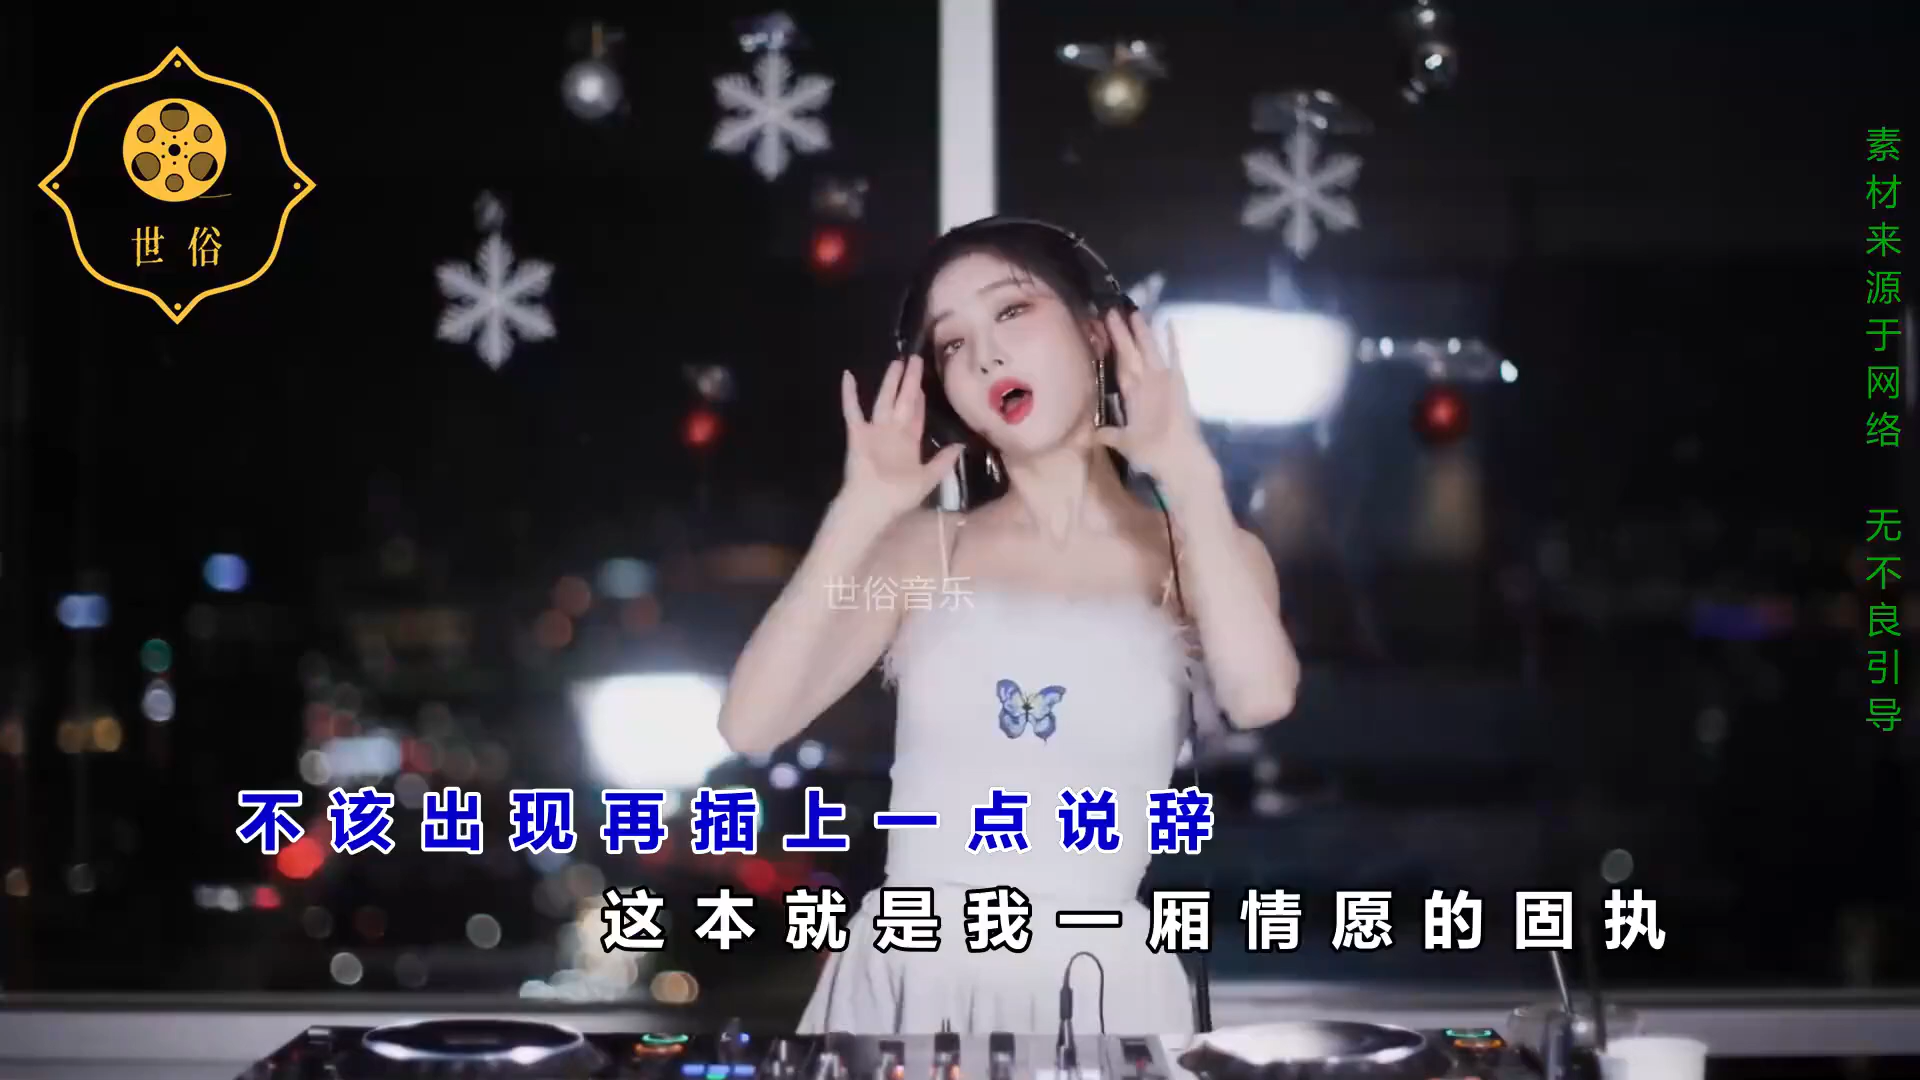 世俗
素材来源于网络 无不良引导
世俗音乐
不该出现再插上一点说辞
这本就是我一厢情愿的固执